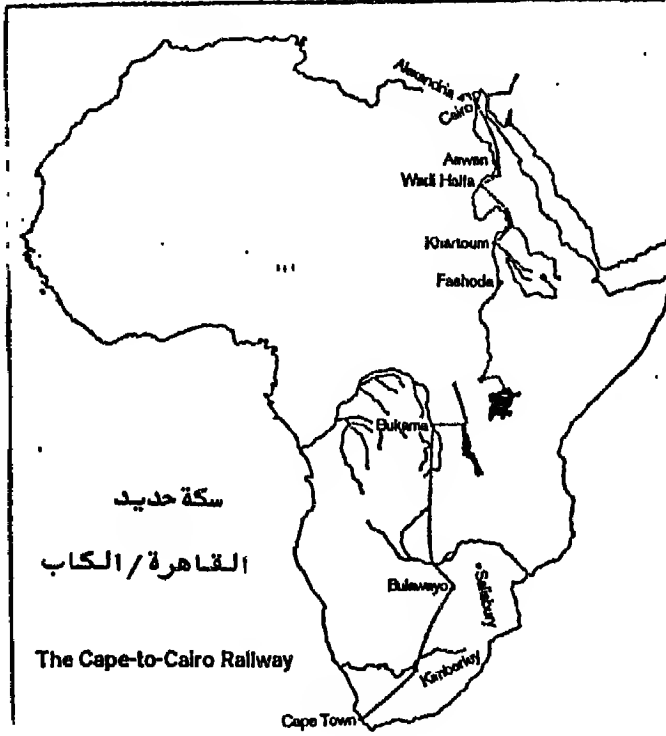 Alexandria
Cairo
Aswan
Wadi Halfa
Khartoum
Fashoda
Bukama
سكة حديد
القاهرة/الكاب
Bulawayo
Salisbury
The Cape-to-Cairo Railway
Kimberley
Cape Town